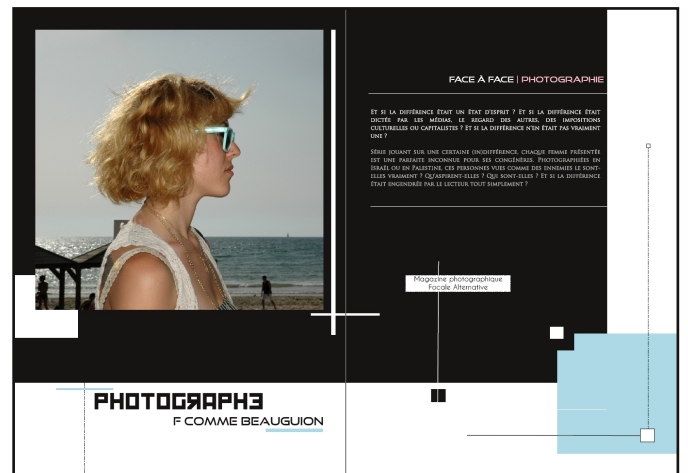 FACE À FACE | PHOTOGRAPHIE
ET SI LA DIFFÉRENCE ÉTAIT UN ÉTAT D'ESPRIT ? ET SI LA DIFFÉRENCE ÉTAIT
DICTÉE PAR LES MÉDIAS, LE REGARD DES AUTRES, DES IMPOSITIONS
CULTURELLES OU CAPITALISTES ? ET SI LA DIFFÉRENCE N'EN ÉTAIT PAS VRAIMENT
UNE ?
SÉRIE JOUANT SUR UNE CERTAINE (IN)DIFFÉRENCE, CHAQUE FEMME PRÉSENTÉE
EST UNE PARFAITE INCONNUE POUR SES CONGÉNÈRES. PHOTOGRAPHIÉES EN
ISRAËL OU EN PALESTINE, CES PERSONNES VUES COMME DES ENNEMIES LE SONT-
ELLES VRAIMENT ? QU'ASPIRENT-ELLES ? QUI SONT-ELLES ? ET SI LA DIFFÉRENCE
ÉTAIT ENGENDRÉE PAR LE LECTEUR TOUT SIMPLEMENT ?
Magazine photographique
Focale Alternative
PHOTOGRAPHE
F COMME BEAUGUION